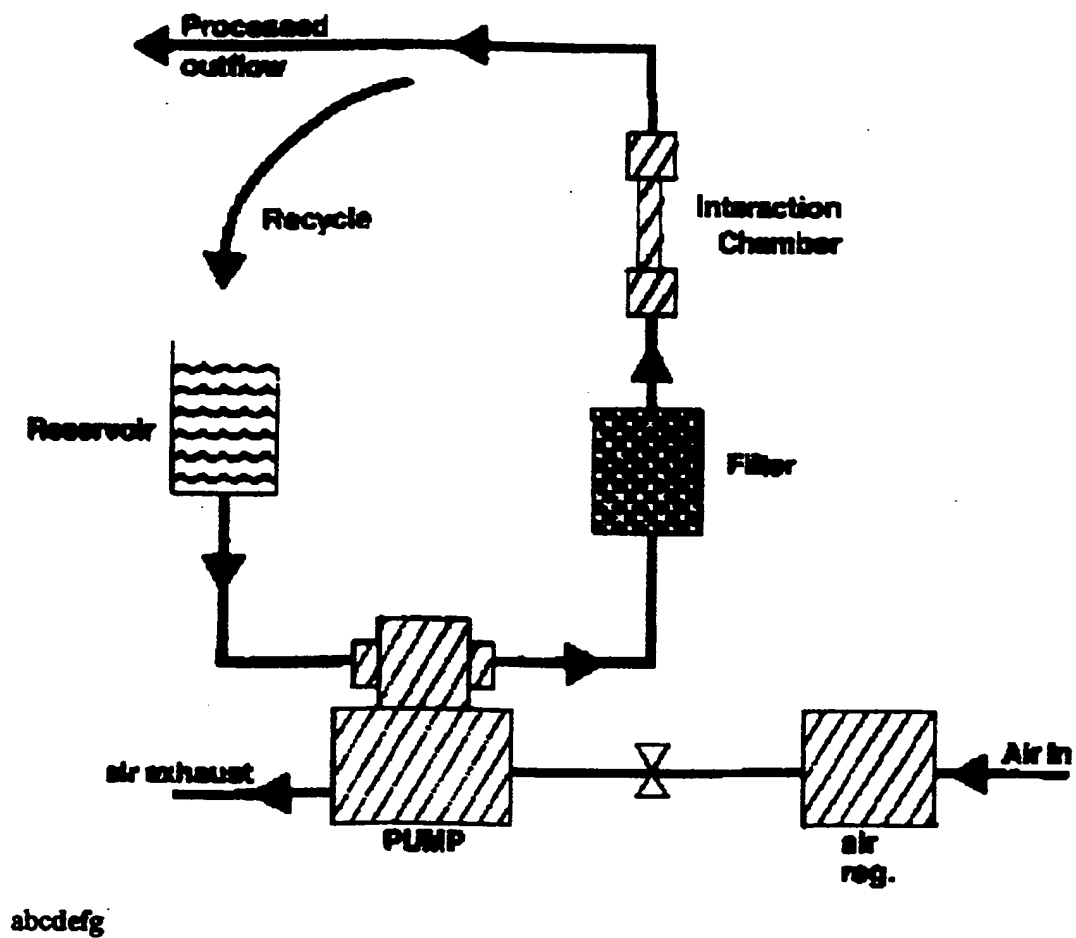 Processed
outflow
Recycle
Interaction
Chamber
Reservoir
Filter
Air in
air exhaust
PUMP
air
reg.
abcdefg